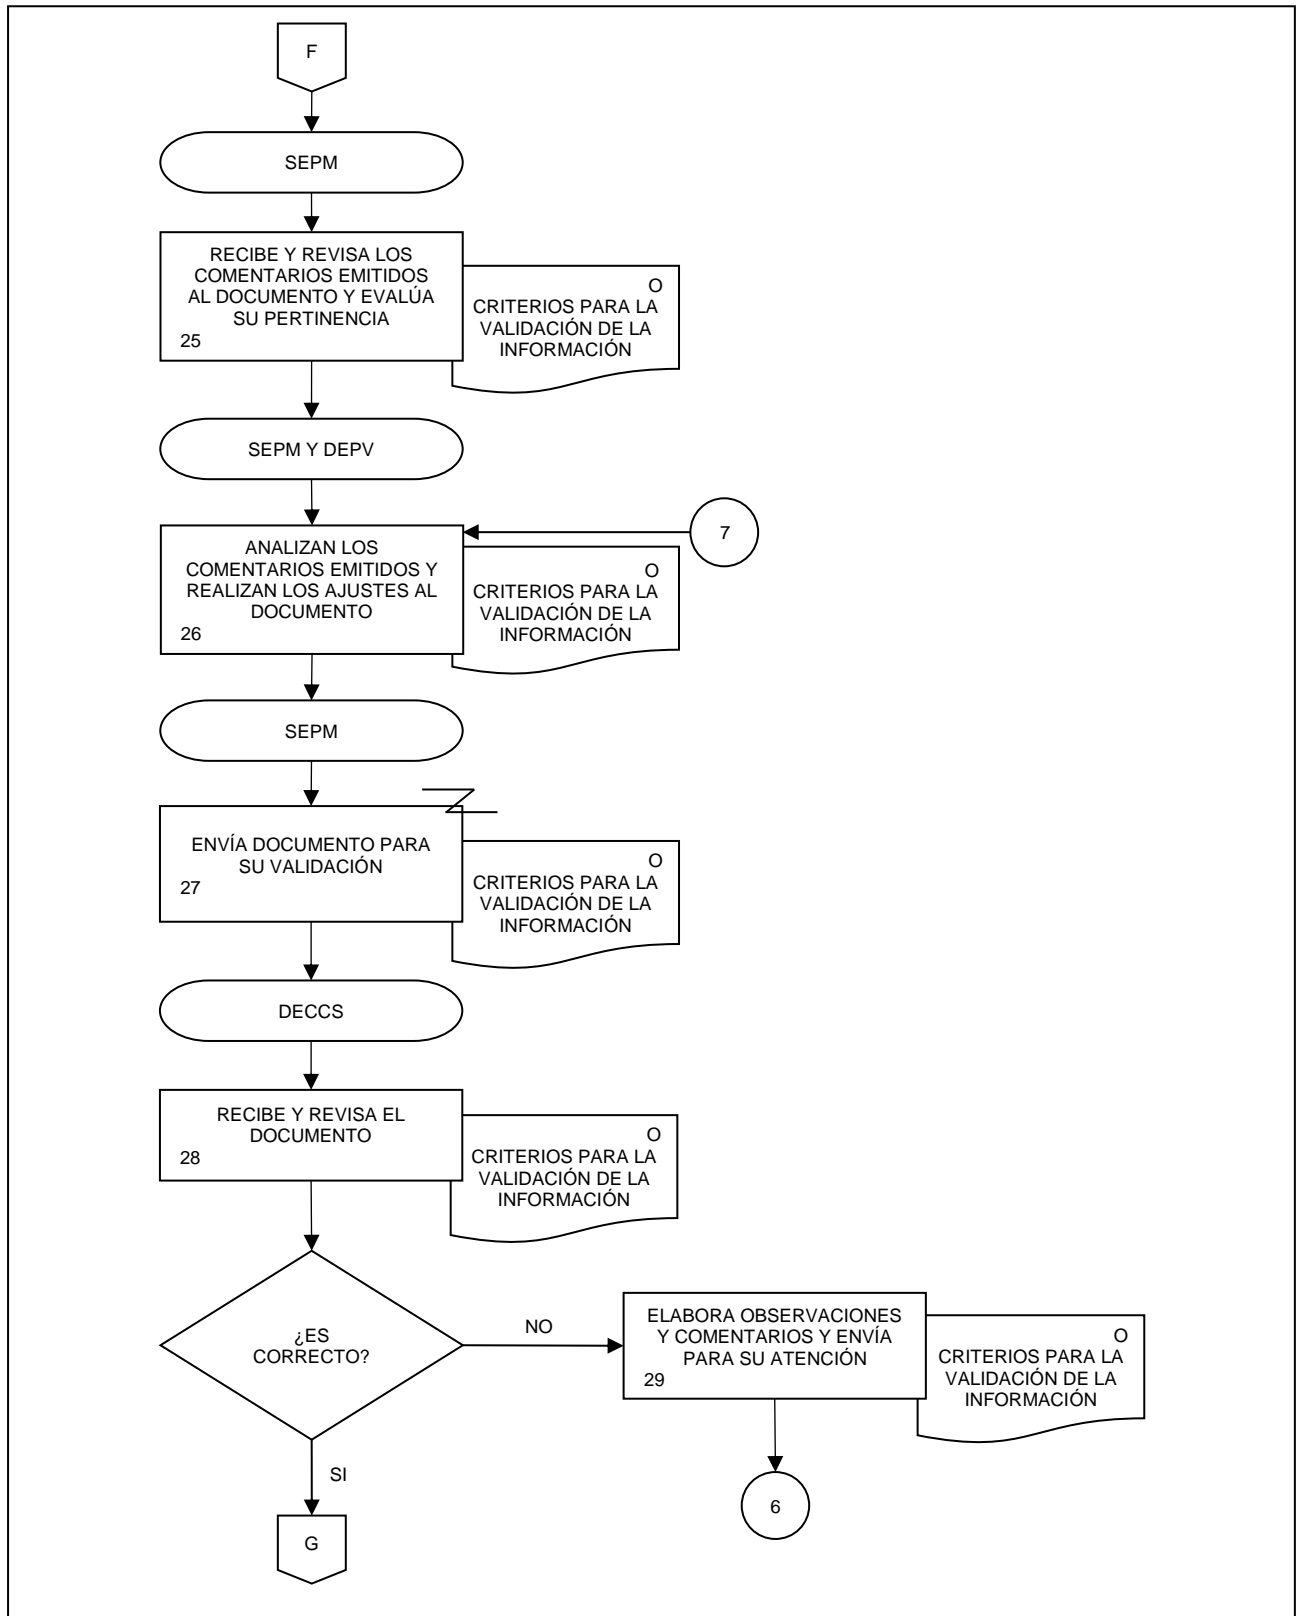 F
SEPM
RECIBE Y REVISA LOS
COMENTARIOS EMITIDOS
AL DOCUMENTO Y EVALÚA
SU PERTINENCIA
25
O
CRITERIOS PARA LA
VALIDACIÓN DE LA
INFORMACIÓN
SEPM Y DEPV
7
ANALIZAN LOS
COMENTARIOS EMITIDOS Y
REALIZAN LOS AJUSTES AL
DOCUMENTO
26
O
CRITERIOS PARA LA
VALIDACIÓN DE LA
INFORMACIÓN
SEPM
ENVÍA DOCUMENTO PARA
SU VALIDACIÓN
27
O
CRITERIOS PARA LA
VALIDACIÓN DE LA
INFORMACIÓN
DECCS
RECIBE Y REVISA EL
DOCUMENTO
28
O
CRITERIOS PARA LA
VALIDACIÓN DE LA
INFORMACIÓN
¿ES
CORRECTO?
NO
ELABORA OBSERVACIONES
Y COMENTARIOS Y ENVÍA
PARA SU ATENCIÓN
29
O
CRITERIOS PARA LA
VALIDACIÓN DE LA
INFORMACIÓN
SI
6
G